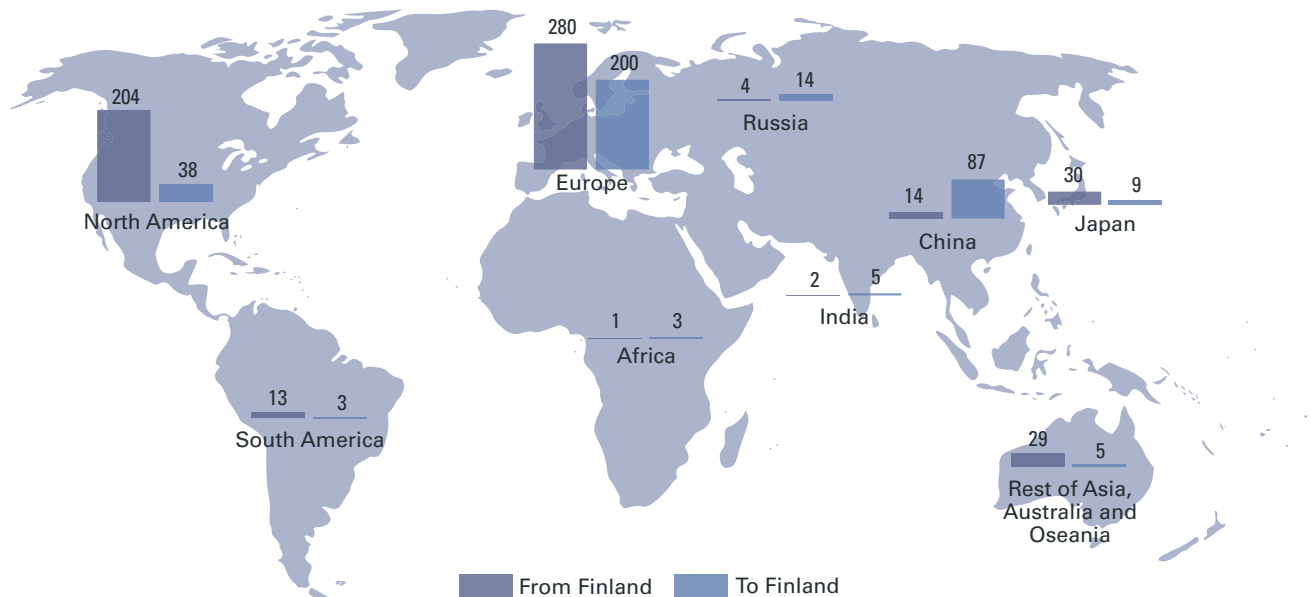 280
200
204
38
North America
Europe
4
14
Russia
14
87
China
30
9
Japan
2
5
India
1
3
Africa
13
3
South America
29
5
Rest of Asia,
Australia and
Oseania
From Finland
To Finland